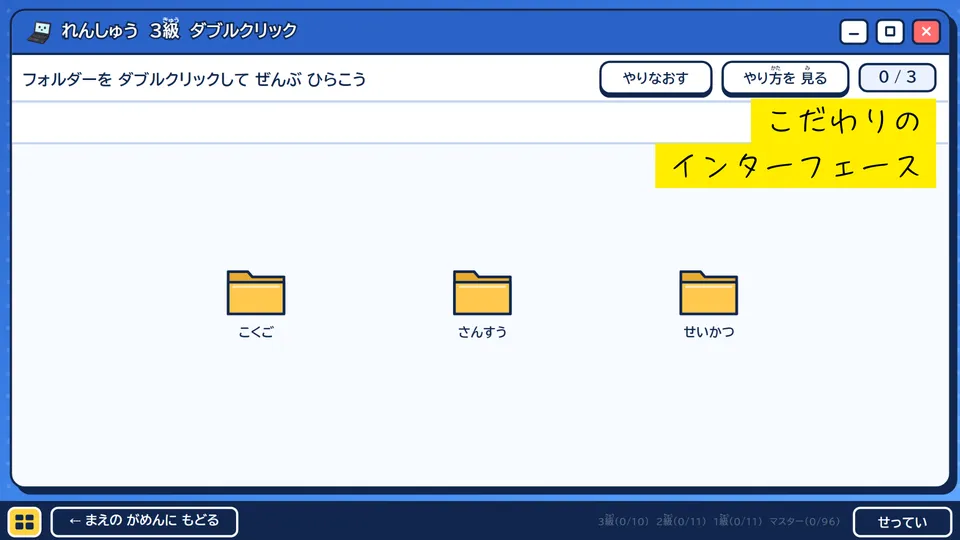 れんしゅう 3級 ダブルクリック
フォルダーを ダブルクリックして ぜんぶ ひらこう
やりなおす
やり方を 見る
0 / 3
こだわりの
インターフェース
こくご
さんすう
せいかつ
← まえの がめんに もどる
3級(0/10) 2級(0/11) 1級(0/11) マスター(0/96)
せってい